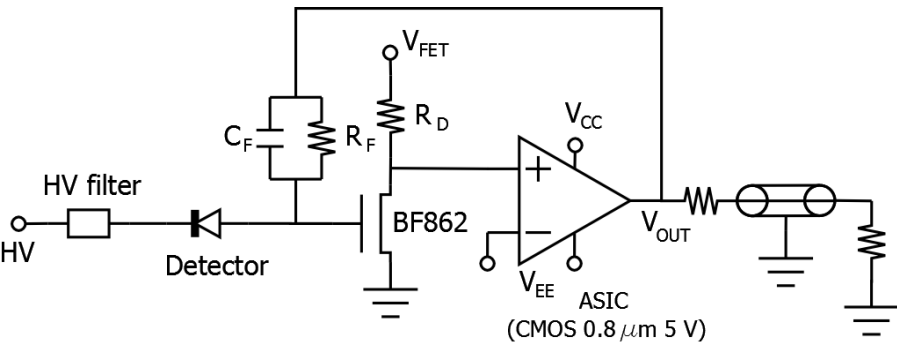 V_FET
C_F
R_F
R_D
V_CC
+
HV filter
BF862
−
HV
Detector
V_OUT
V_EE
ASIC
(CMOS 0.8 μm 5 V)